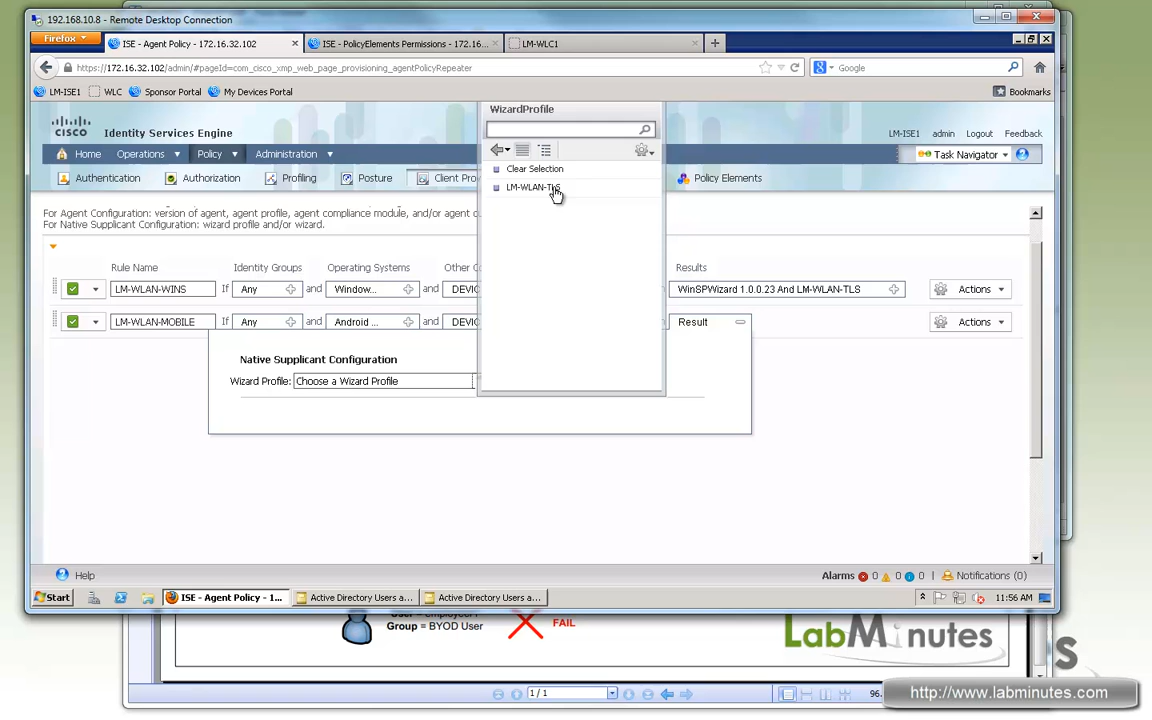 192.168.10.8 - Remote Desktop Connection
Firefox
ISE - Agent Policy - 172.16.32.102
ISE - PolicyElements Permissions - 172.16...
LM-WLC1
https://172.16.32.102/admin/#pageId=com_cisco_xmp_web_page_provisioning_agentPolicyRepeater
Google
LM-ISE1 WLC Sponsor Portal My Devices Portal
Bookmarks
CISCO Identity Services Engine
LM-ISE1 admin Logout Feedback
Home Operations Policy Administration
Task Navigator
Authentication Authorization Profiling Posture Client Pro
Policy Elements
For Agent Configuration: version of agent, agent profile, agent compliance module, and/or agent cu
For Native Supplicant Configuration: wizard profile and/or wizard.
Rule Name Identity Groups Operating Systems Other Co Results
LM-WLAN-WINS If Any and Window... and DEVIC WinSPWizard 1.0.0.23 And LM-WLAN-TLS Actions
LM-WLAN-MOBILE If Any and Android ... and DEVIC Result Actions
Native Supplicant Configuration
Wizard Profile: Choose a Wizard Profile
WizardProfile
Clear Selection
LM-WLAN-TLS
Help
Alarms 0 0 0 Notifications (0)
Start ISE - Agent Policy - 1... Active Directory Users a... Active Directory Users a... 11:56 AM
Group = BYOD User
FAIL
LabMinutes
1 / 1
96.
http://www.labminutes.com